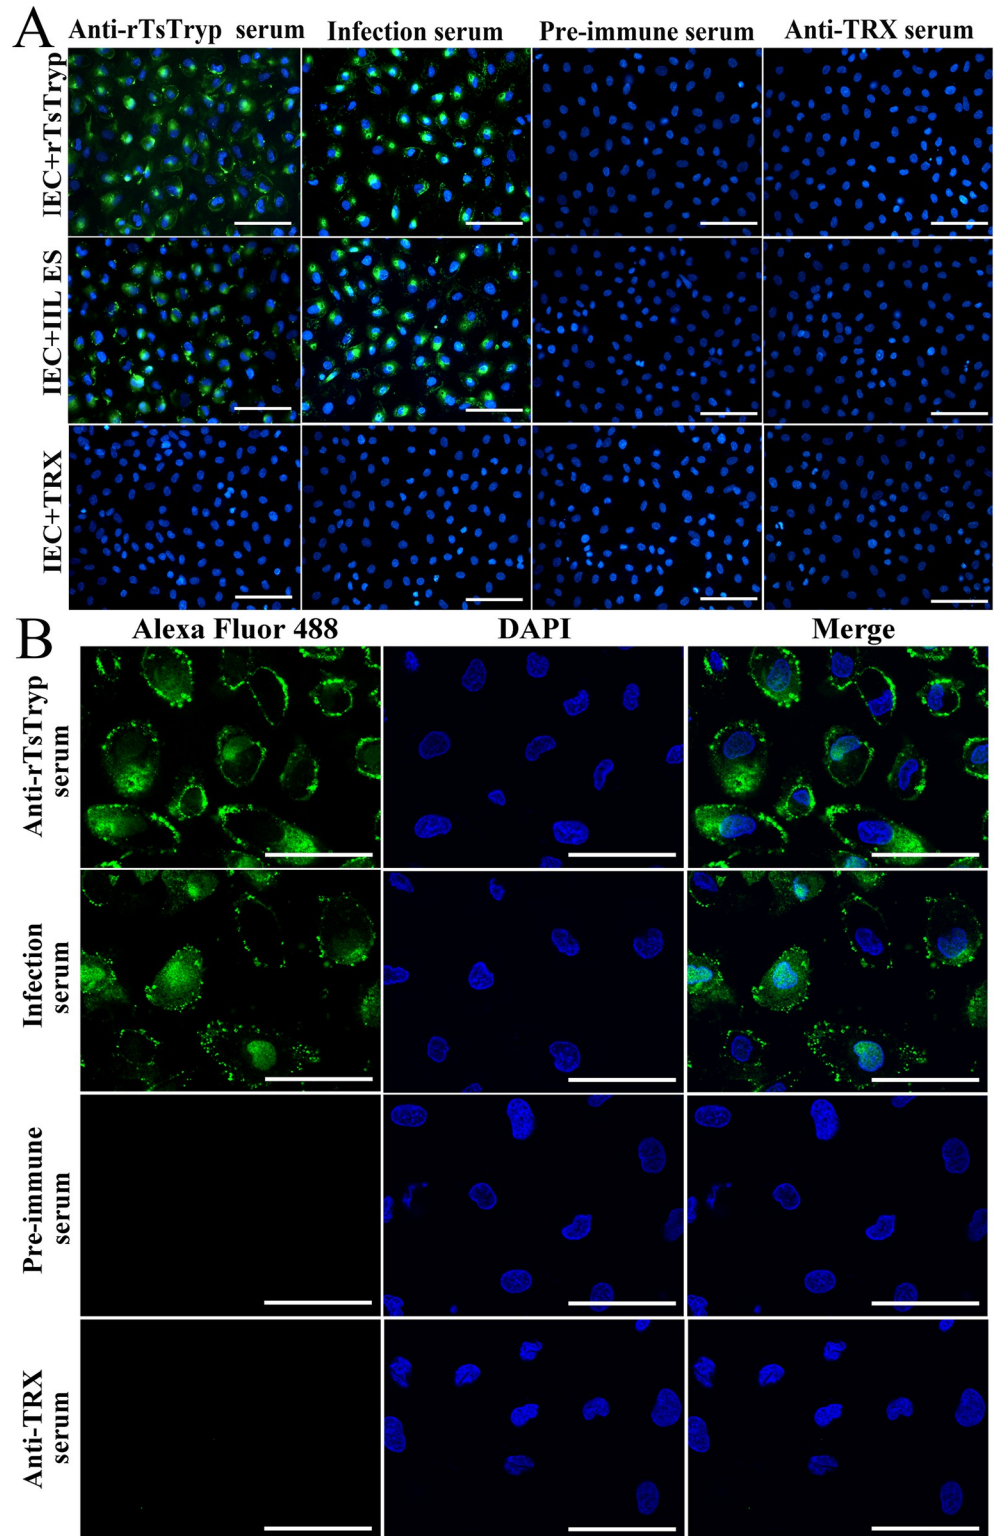 A
Anti-rTsTryp serum
Infection serum
Pre-immune serum
Anti-TRX serum
IEC+rTsTryp
IEC+IIL ES
IEC+TRX
B
Alexa Fluor 488
DAPI
Merge
Anti-rTsTryp
serum
Infection
serum
Pre-immune
serum
Anti-TRX
serum